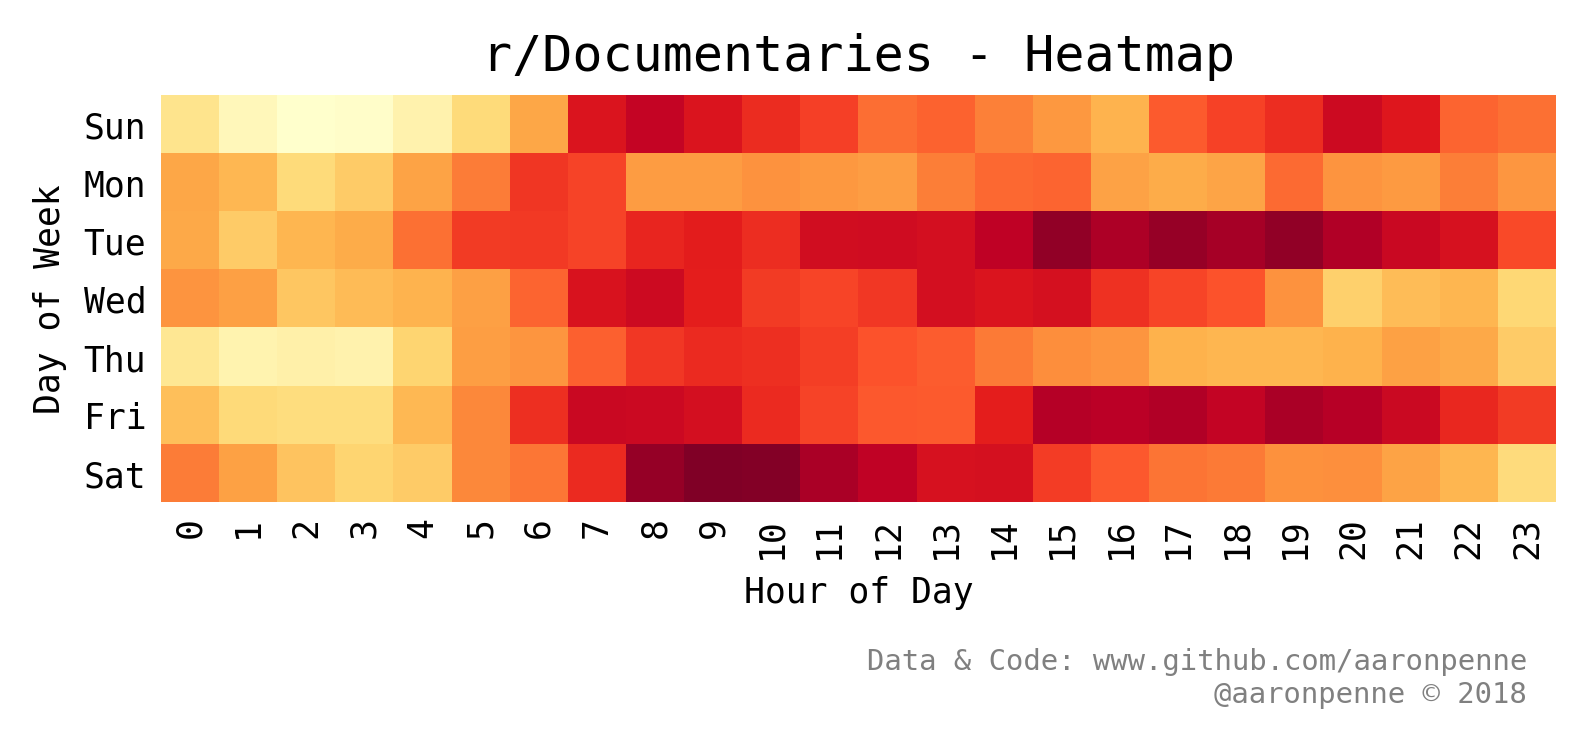 r/Documentaries - Heatmap
Day of Week
Sun
Mon
Tue
Wed
Thu
Fri
Sat
0 1 2 3 4 5 6 7 8 9 10 11 12 13 14 15 16 17 18 19 20 21 22 23
Hour of Day
Data & Code: www.github.com/aaronpenne
@aaronpenne © 2018